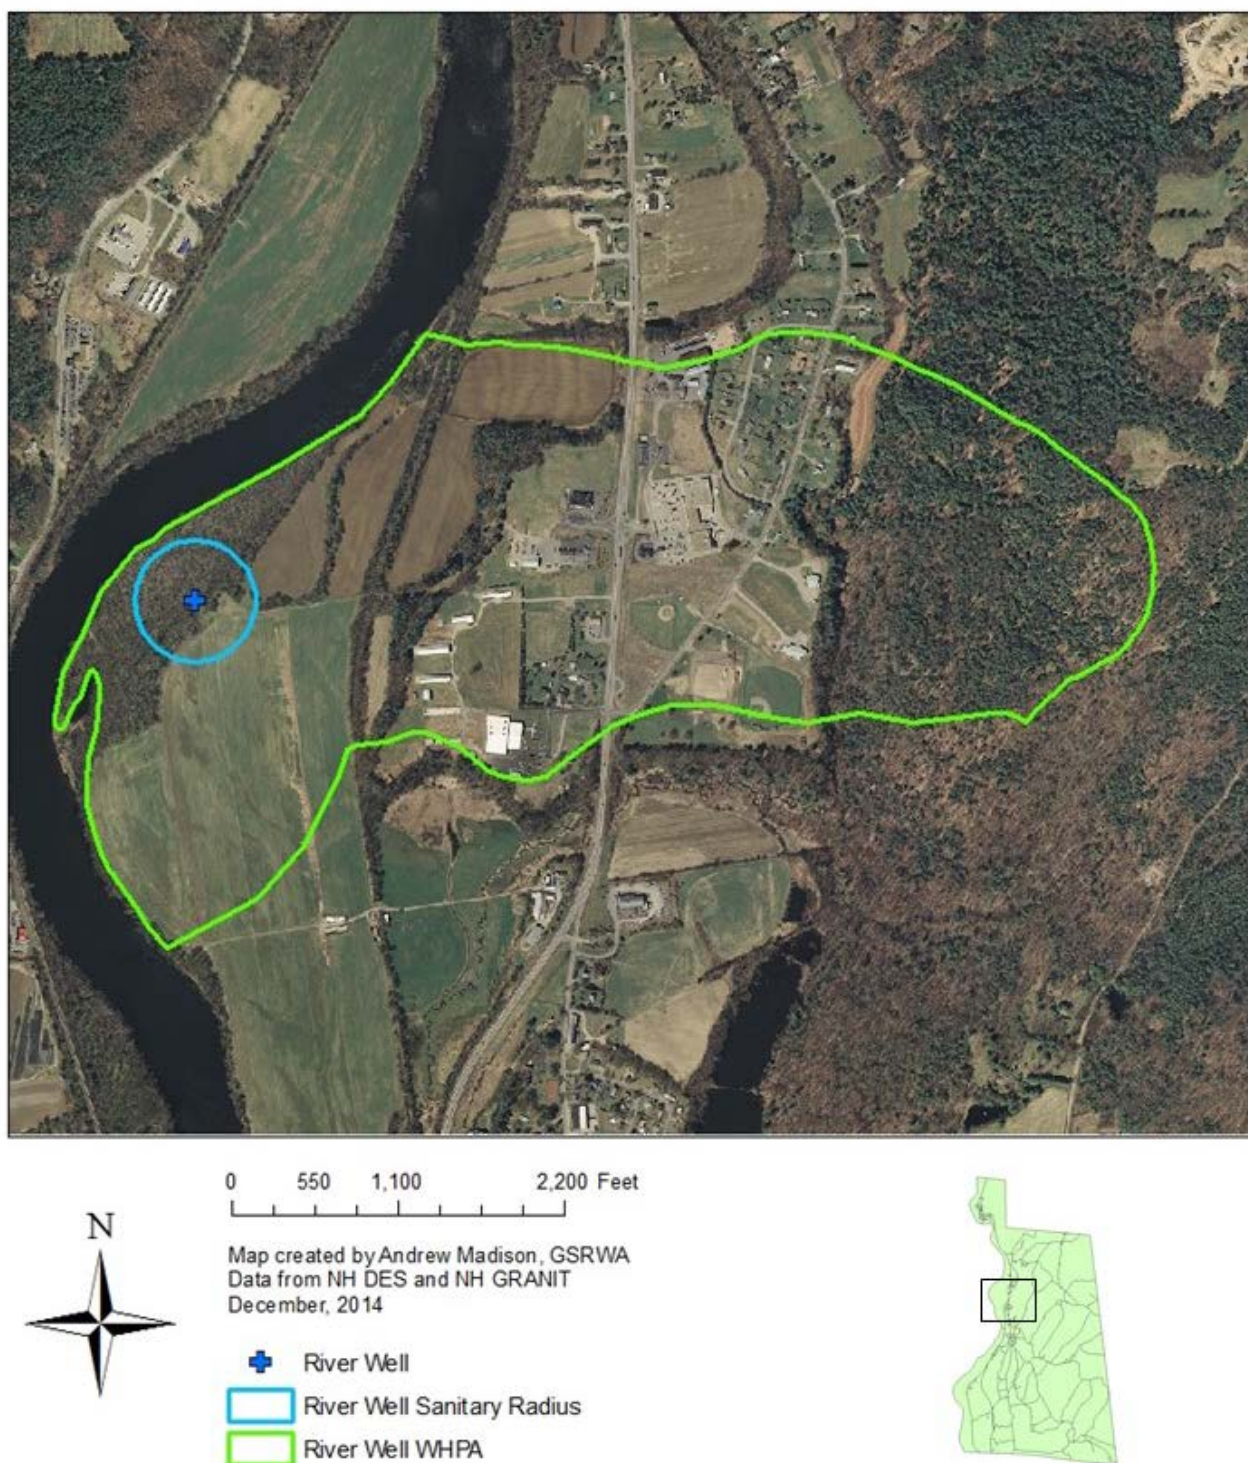 0 550 1,100 2,200 Feet
N
Map created by Andrew Madison, GSRWA
Data from NH DES and NH GRANIT
December, 2014
River Well
River Well Sanitary Radius
River Well WHPA